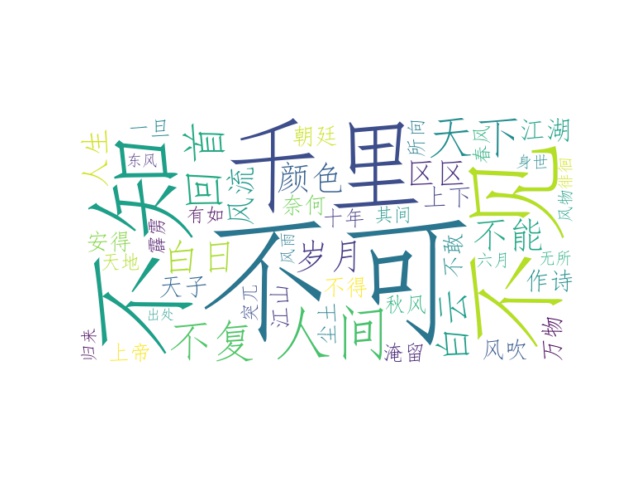 不可
千里
不知
不见
人间
天下
不复
回首
白日
岁月
白云
不能
风流
颜色
江湖
人生
区区
万物
江山
天子
作诗
安得
上帝
淹留
风吹
秋风
不得
尘土
奈何
上下
朝廷
一旦
东风
有如
霹雳
天地
出处
归来
突兀
风雨
十年
其间
不敢
六月
无所
所向
春风
身世
徘徊
风物